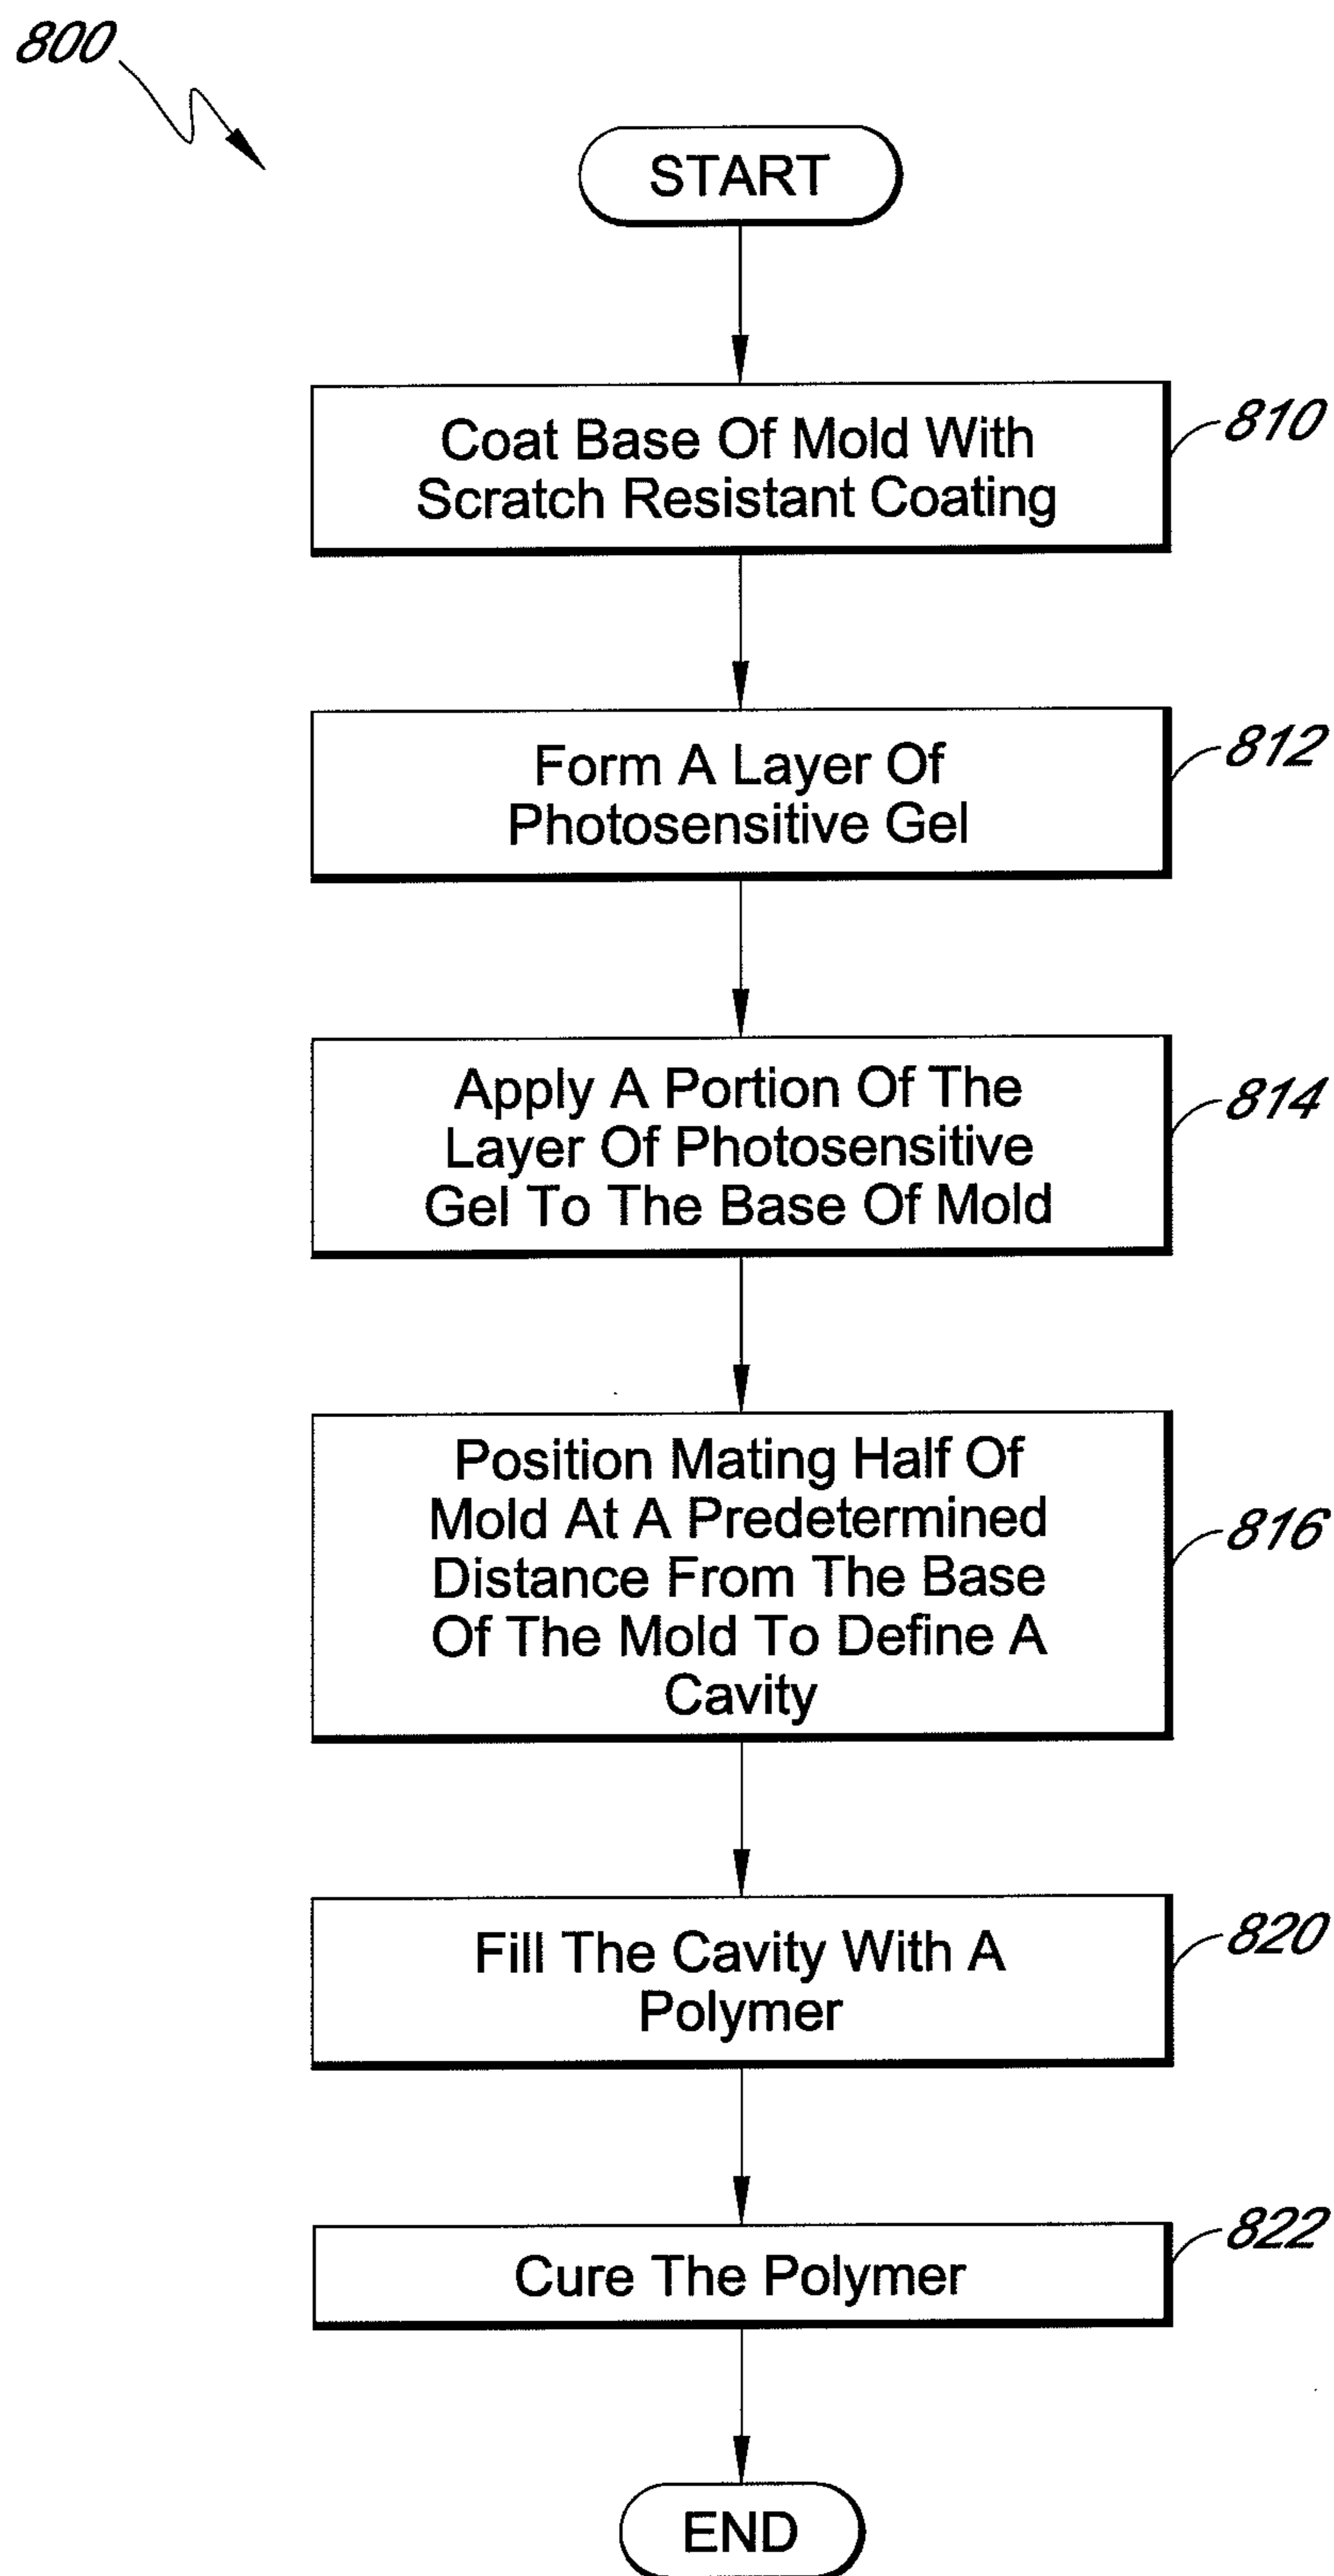 800
START
Coat Base Of Mold With
Scratch Resistant Coating
810
Form A Layer Of
Photosensitive Gel
812
Apply A Portion Of The
Layer Of Photosensitive
Gel To The Base Of Mold
814
Position Mating Half Of
Mold At A Predetermined
Distance From The Base
Of The Mold To Define A
Cavity
816
Fill The Cavity With A
Polymer
820
Cure The Polymer
822
END